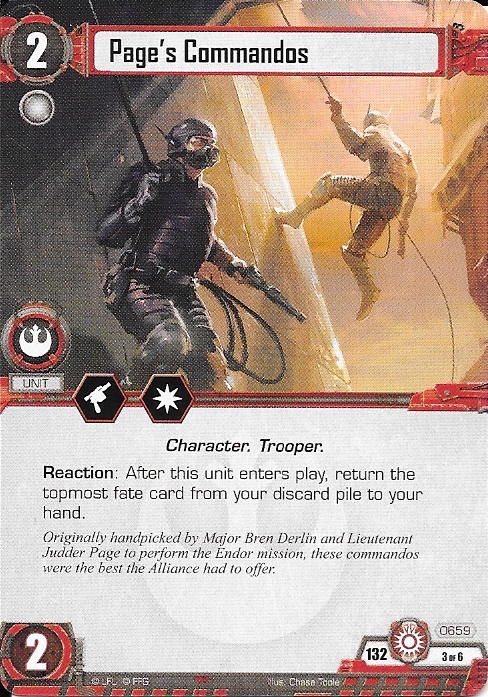 2
Page's Commandos
UNIT
Character. Trooper.
Reaction: After this unit enters play, return the
topmost fate card from your discard pile to your
hand.
Originally handpicked by Major Bren Derlin and Lieutenant
Judder Page to perform the Endor mission, these commandos
were the best the Alliance had to offer.
2
© LFL © FFG
Illus. Chase Toole
132
0659
3 OF 6